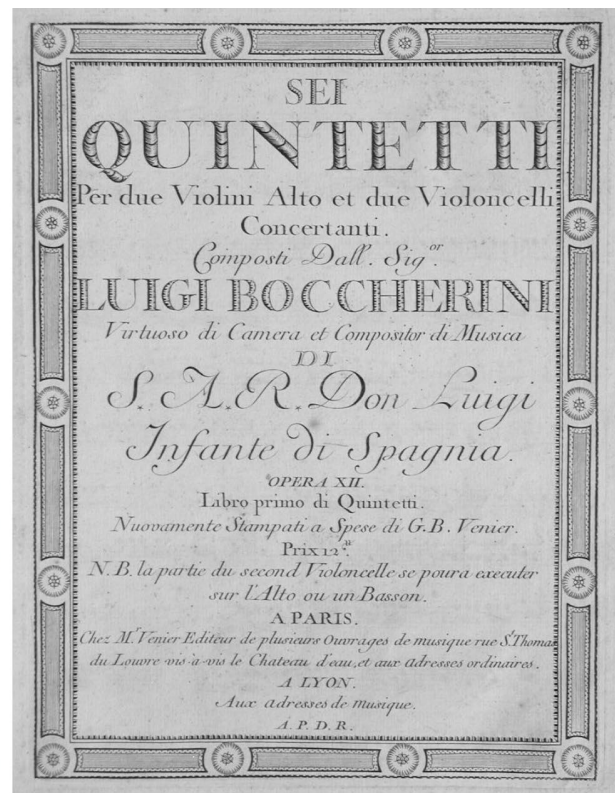 SEI
QUINTETTI
Per due Violini Alto et due Violoncelli
Concertanti.
Composti Dall. Sig.or
LUIGI BOCCHERINI
Virtuoso di Camera et Compositor di Musica
DI
S. A. R. Don Luigi
Infante di Spagnia.
OPERA XII.
Libro primo di Quintetti.
Nuovamente Stampati a Spese di G. B. Venier.
Prix 12.tt
N. B. la partie du second Violoncelle se poura executer
sur l'Alto ou un Basson.
A PARIS.
Chez M.r Venier Editeur de plusieurs Ouvrages de musique rue S.t Thomas
du Louvre vis-à-vis le Chateau d'eau, et aux adresses ordinaires.
A LYON.
Aux adresses de musique.
A. P. D. R.